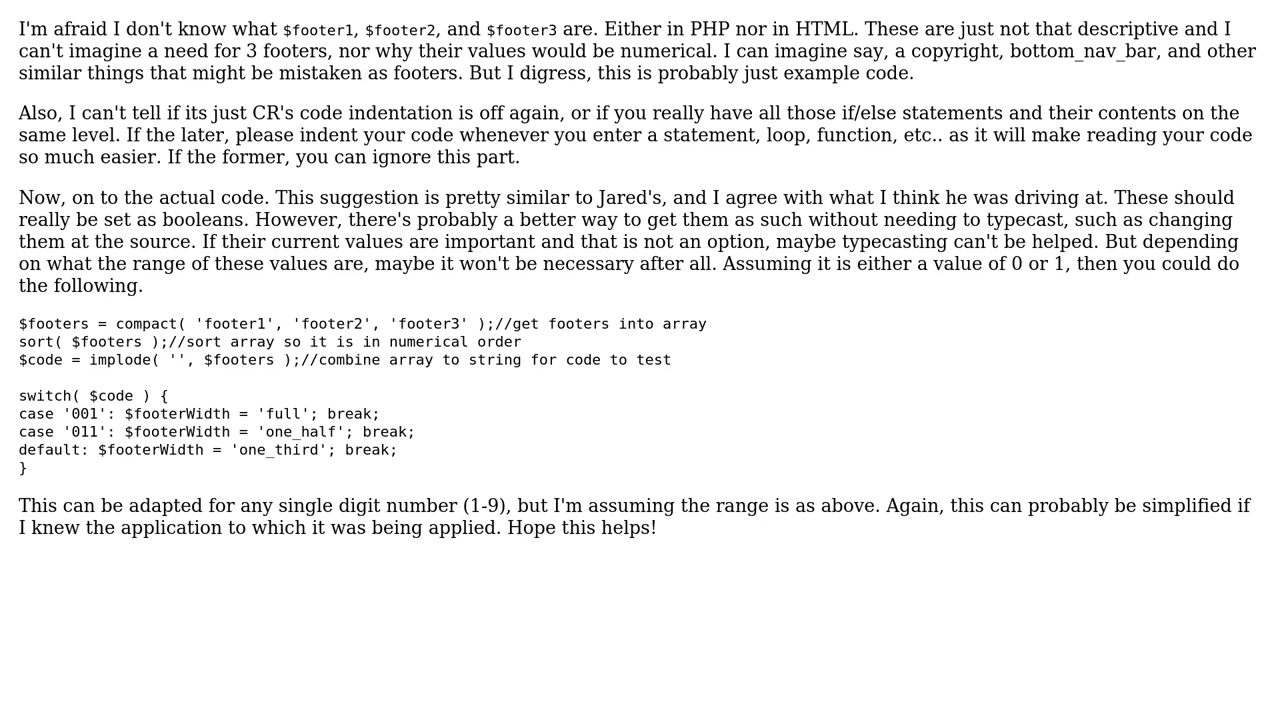 I'm afraid I don't know what $footer1, $footer2, and $footer3 are. Either in PHP nor in HTML. These are just not that descriptive and I
can't imagine a need for 3 footers, nor why their values would be numerical. I can imagine say, a copyright, bottom_nav_bar, and other
similar things that might be mistaken as footers. But I digress, this is probably just example code.
Also, I can't tell if its just CR's code indentation is off again, or if you really have all those if/else statements and their contents on the
same level. If the later, please indent your code whenever you enter a statement, loop, function, etc.. as it will make reading your code
so much easier. If the former, you can ignore this part.
Now, on to the actual code. This suggestion is pretty similar to Jared's, and I agree with what I think he was driving at. These should
really be set as booleans. However, there's probably a better way to get them as such without needing to typecast, such as changing
them at the source. If their current values are important and that is not an option, maybe typecasting can't be helped. But depending
on what the range of these values are, maybe it won't be necessary after all. Assuming it is either a value of 0 or 1, then you could do
the following.
$footers = compact( 'footer1', 'footer2', 'footer3' );//get footers into array
sort( $footers );//sort array so it is in numerical order
$code = implode( '', $footers );//combine array to string for code to test
switch( $code ) {
case '001': $footerWidth = 'full'; break;
case '011': $footerWidth = 'one_half'; break;
default: $footerWidth = 'one_third'; break;
}
This can be adapted for any single digit number (1-9), but I'm assuming the range is as above. Again, this can probably be simplified if
I knew the application to which it was being applied. Hope this helps!